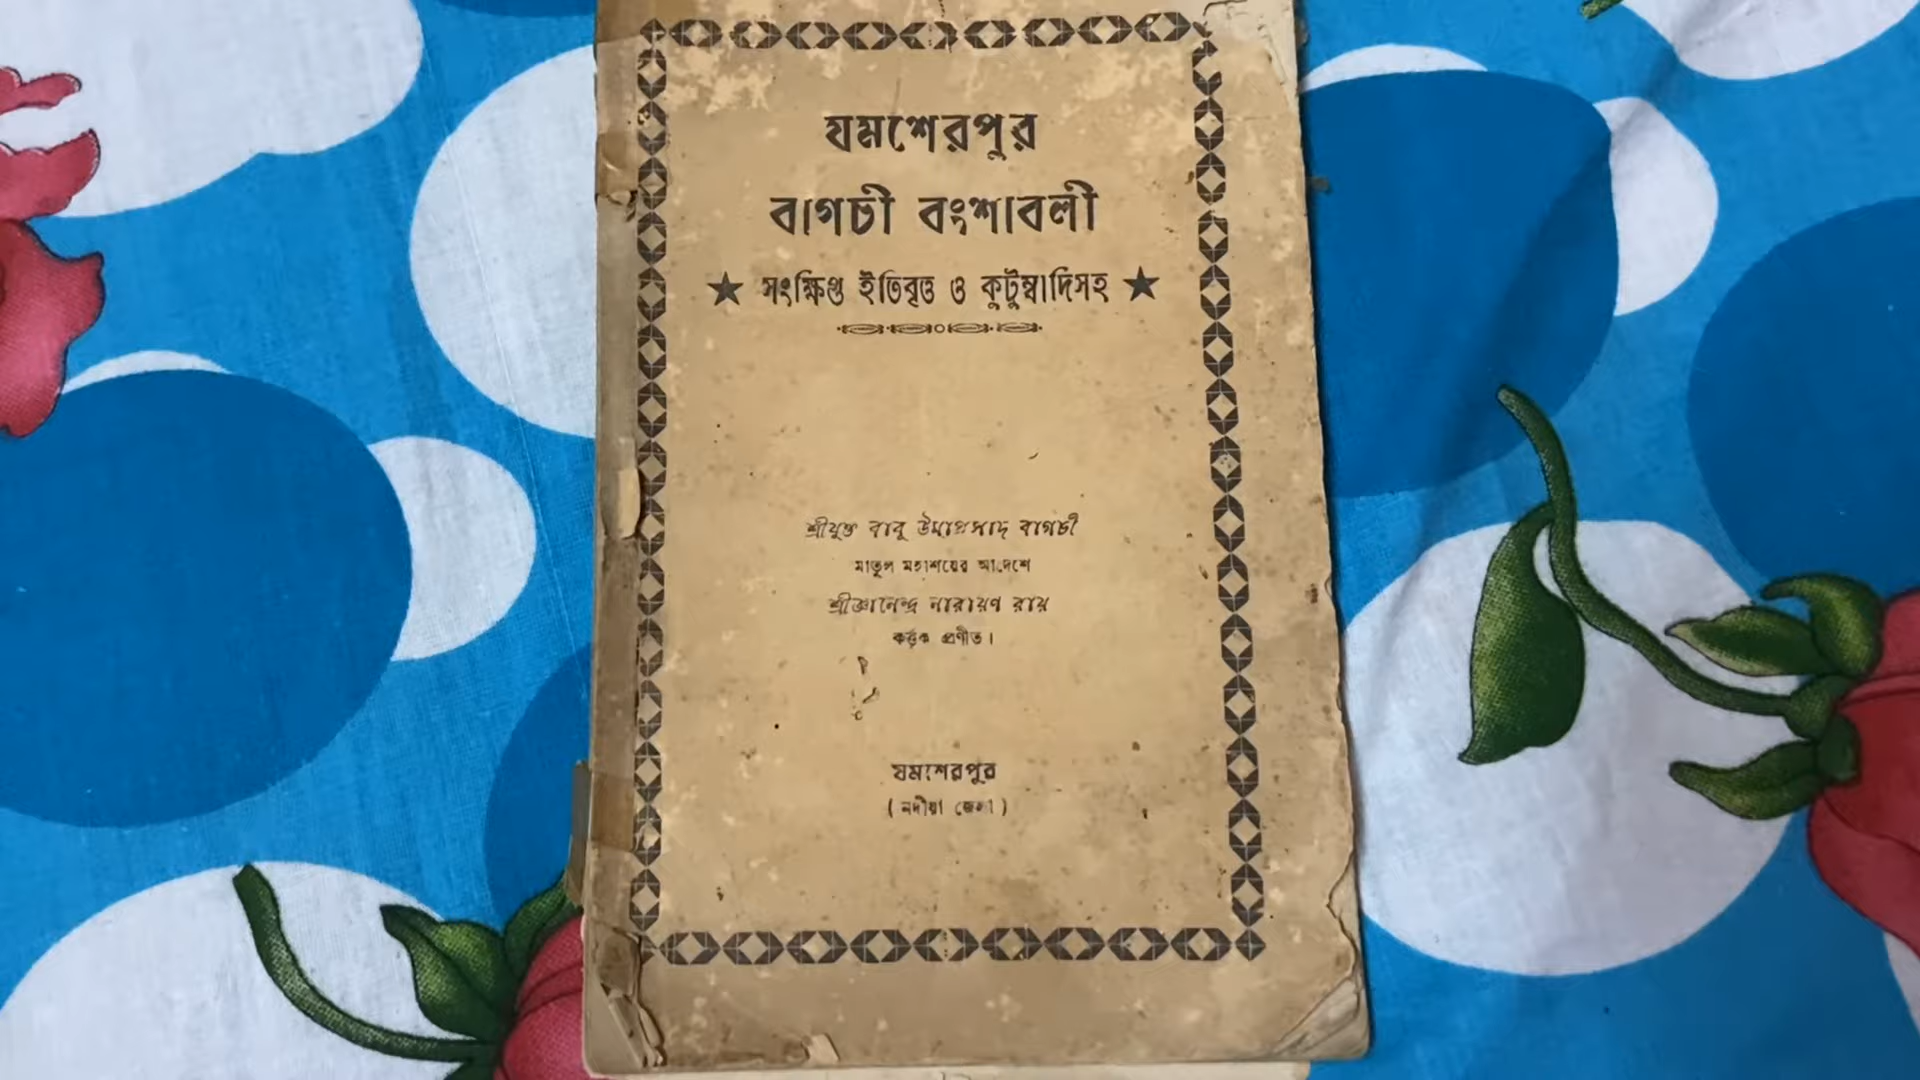 যমশেরপুর
বাগচী বংশাবলী
★ সংক্ষিপ্ত ইতিবৃত্ত ও কুটুম্বাদিসহ ★
শ্রীযুক্ত বাবু উমাপ্রসাদ বাগচী
মাতুল মহাশয়ের আদেশে
শ্রীজ্ঞানেন্দ্র নারায়ণ রায়
কর্ত্তৃক প্রণীত।
যমশেরপুর
( নদীয়া জেলা )